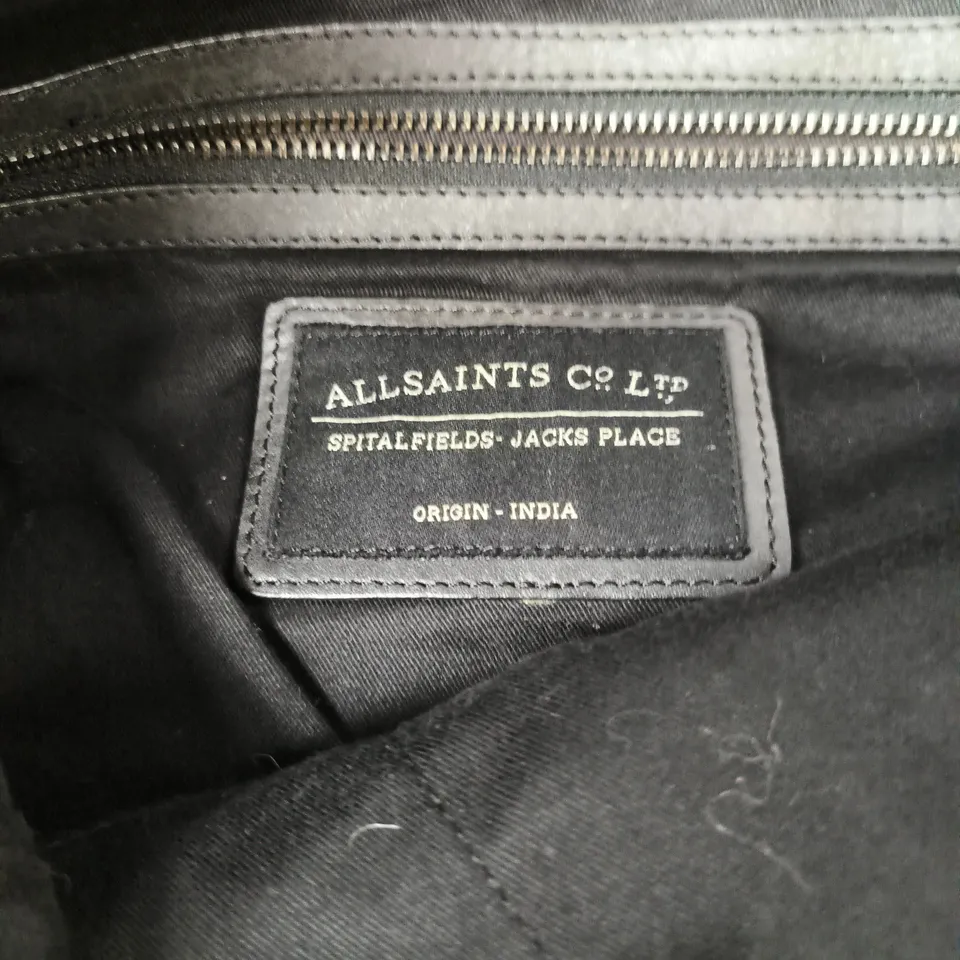 ALLSAINTS Co LTD
SPITALFIELDS- JACKS PLACE
ORIGIN - INDIA